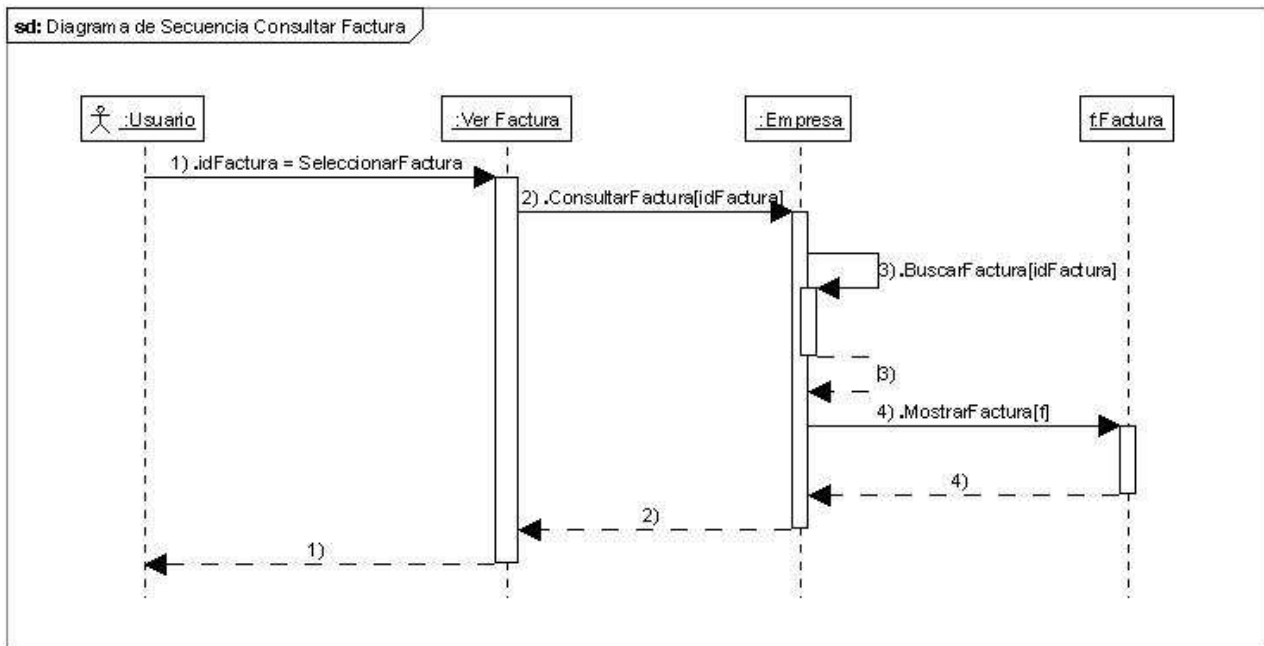 sd: Diagrama de Secuencia Consultar Factura
:Usuario
:Ver Factura
:Empresa
f:Factura
1) .idFactura = SeleccionarFactura
2) .ConsultarFactura[idFactura]
3) .BuscarFactura[idFactura]
3)
4) .MostrarFactura[f]
4)
2)
1)